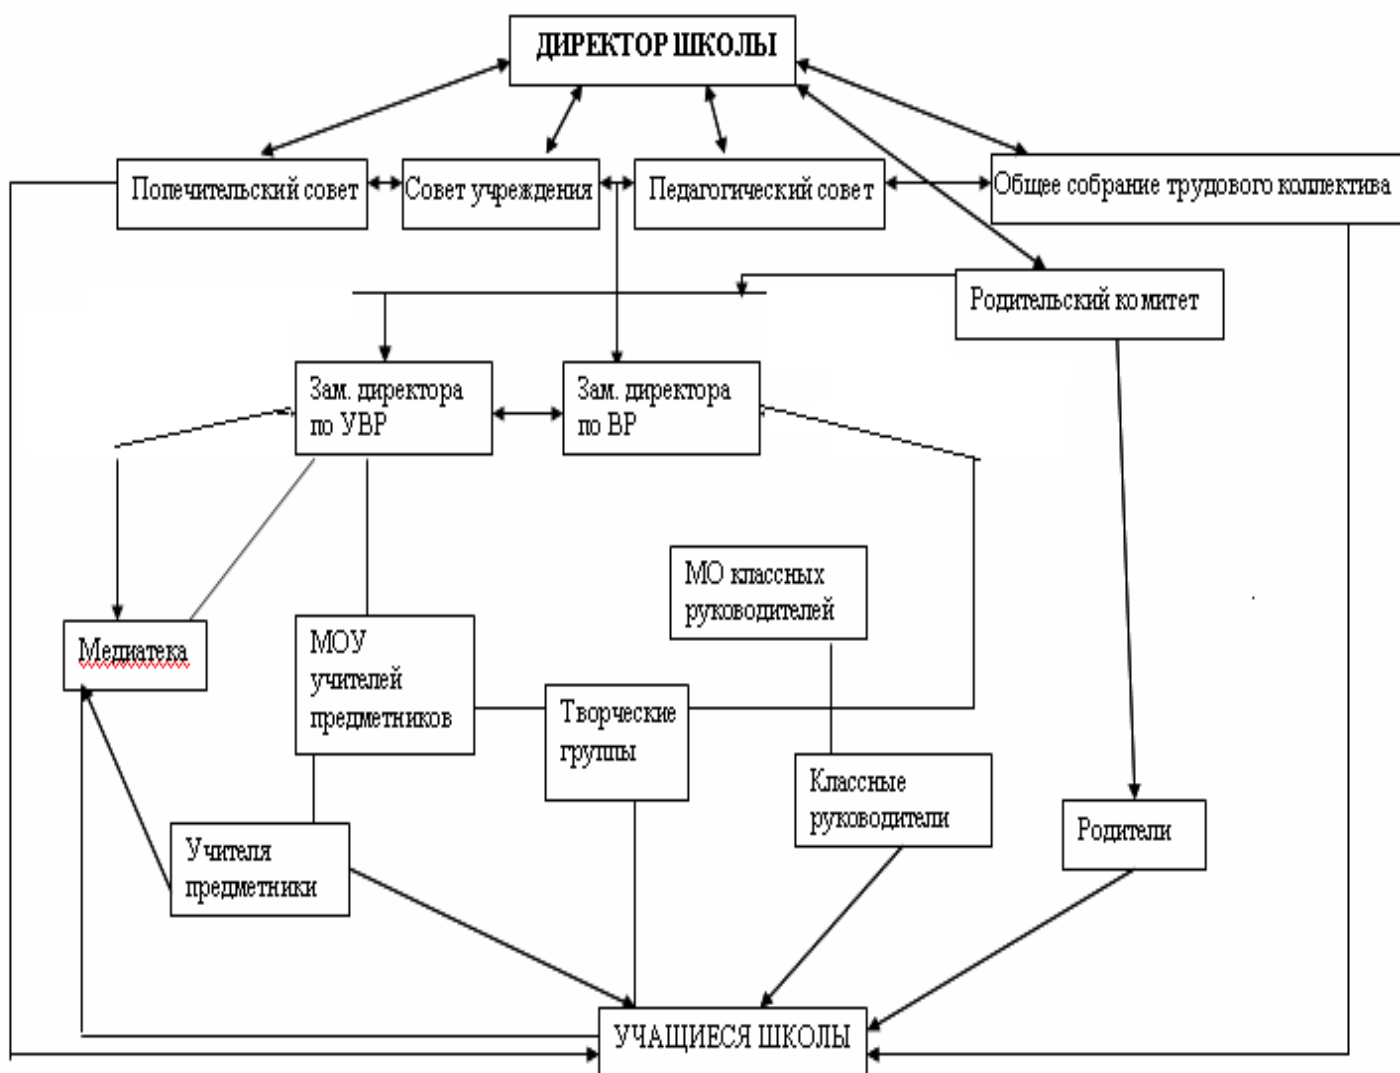 ДИРЕКТОР ШКОЛЫ
Попечительский совет
Совет учреждения
Педагогический совет
Общее собрание трудового коллектива
Родительский комитет
Зам. директора
по УВР
Зам. директора
по ВР
МО классных
руководителей
Медиатека
МОУ
учителей
предметников
Творческие
группы
Классные
руководители
Родители
Учителя
предметники
УЧАЩИЕСЯ ШКОЛЫ